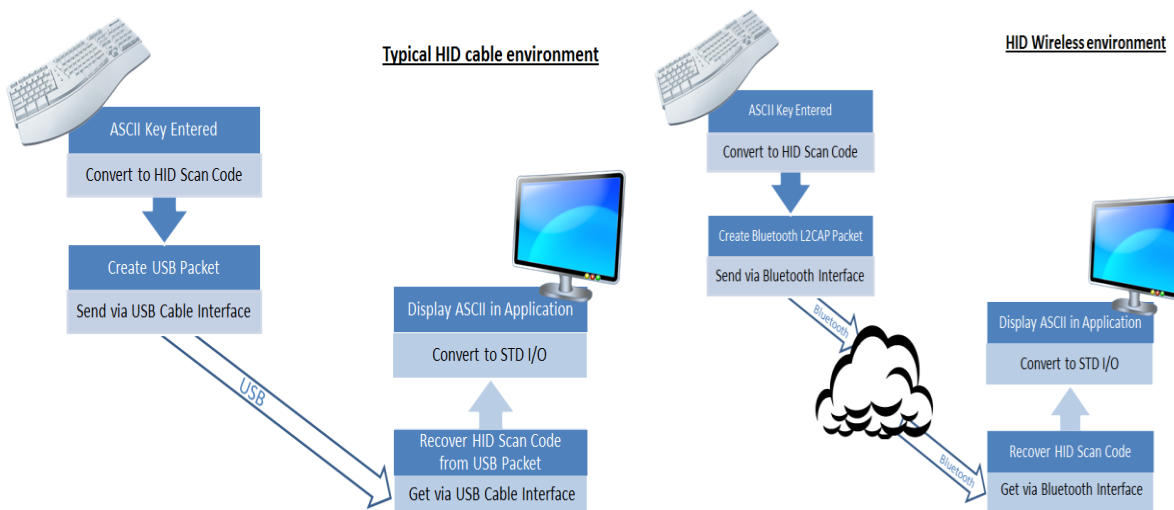 Typical HID cable environment
ASCII Key Entered
Convert to HID Scan Code
Create USB Packet
Send via USB Cable Interface
USB
Display ASCII in Application
Convert to STD I/O
Recover HID Scan Code
from USB Packet
Get via USB Cable Interface
HID Wireless environment
ASCII Key Entered
Convert to HID Scan Code
Create Bluetooth L2CAP Packet
Send via Bluetooth Interface
Bluetooth
Bluetooth
Display ASCII in Application
Convert to STD I/O
Recover HID Scan Code
Get via Bluetooth Interface